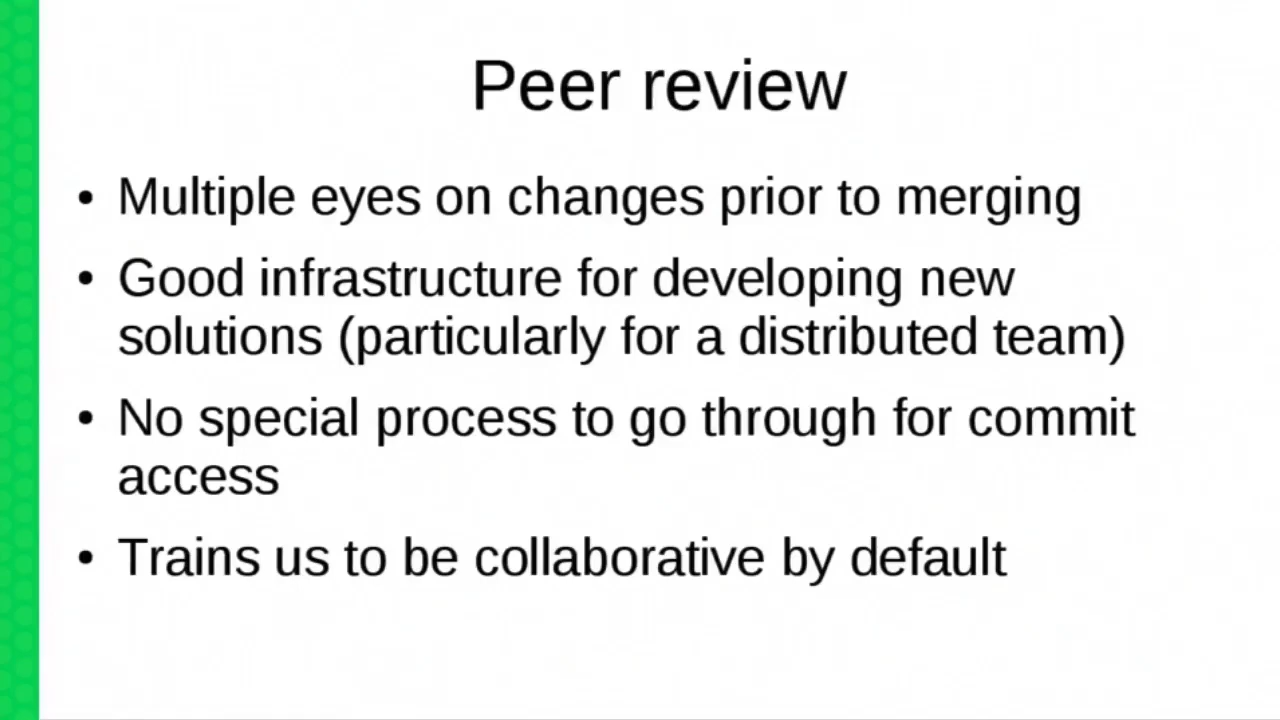 Peer review
• Multiple eyes on changes prior to merging
• Good infrastructure for developing new
solutions (particularly for a distributed team)
• No special process to go through for commit
access
• Trains us to be collaborative by default